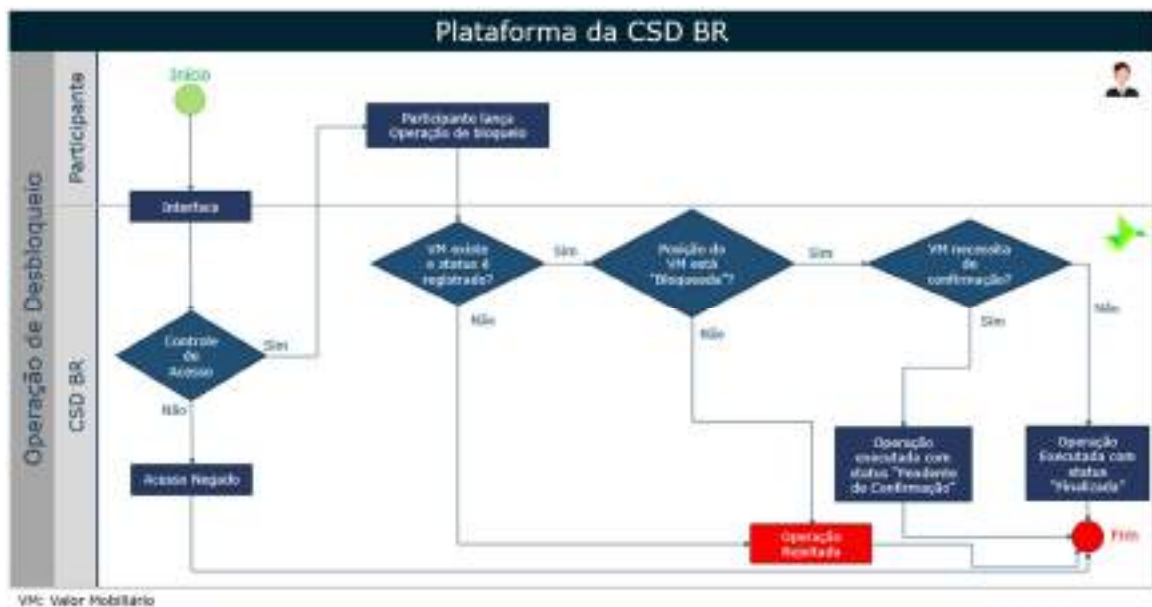 Plataforma da CSD BR
Operação de Desbloqueio
Participante
CSD BR
Início
Participante lança
Operação de bloqueio
Interface
VM existe
e status é
registrado?
Sim
Posição do
VM está
"Bloqueada"?
Sim
VM necessita
de
confirmação?
Não
Não
Sim
Não
Controle
de
Acesso
Sim
Não
Acesso Negado
Operação
executada com
status "Pendente
de Confirmação"
Operação
Executada com
status
"Finalizada"
Operação
Rejeitada
Fim
VM: Valor Mobiliário